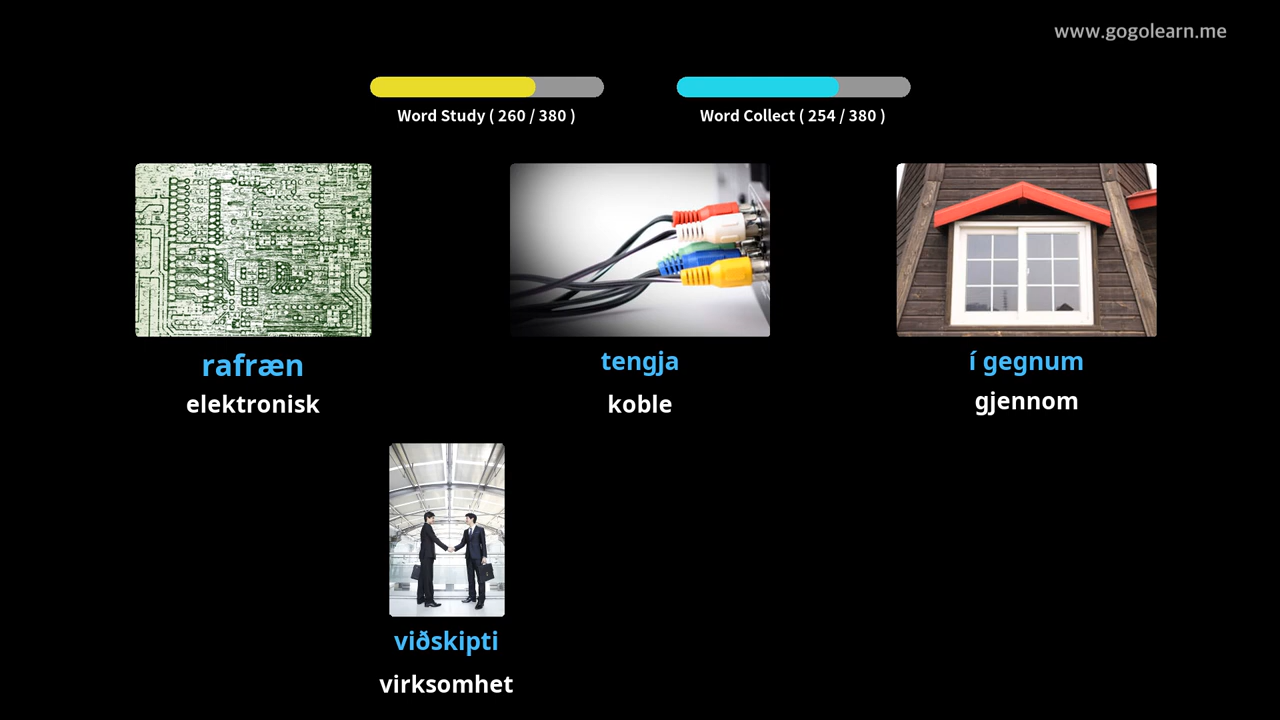 www.gogolearn.me
Word Study ( 260 / 380 )
Word Collect ( 254 / 380 )
rafræn
elektronisk
tengja
koble
í gegnum
gjennom
viðskipti
virksomhet